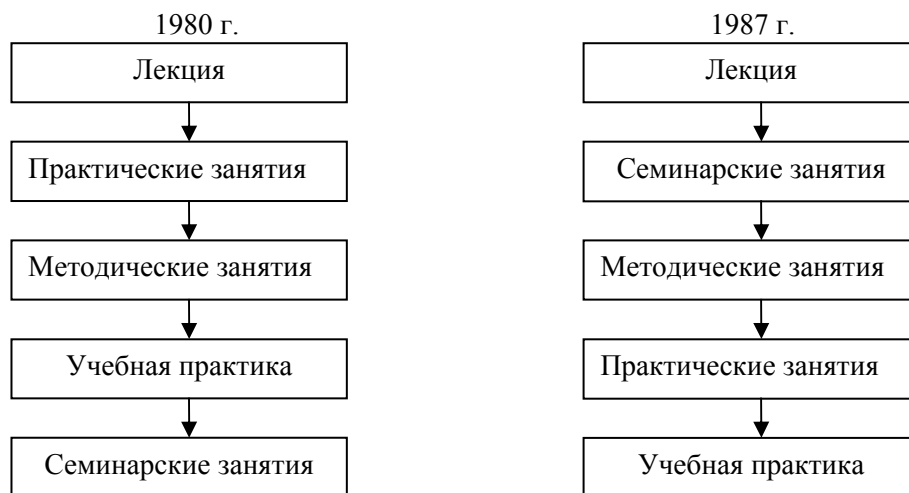 1980 г.
Лекция
Практические занятия
Методические занятия
Учебная практика
Семинарские занятия
1987 г.
Лекция
Семинарские занятия
Методические занятия
Практические занятия
Учебная практика